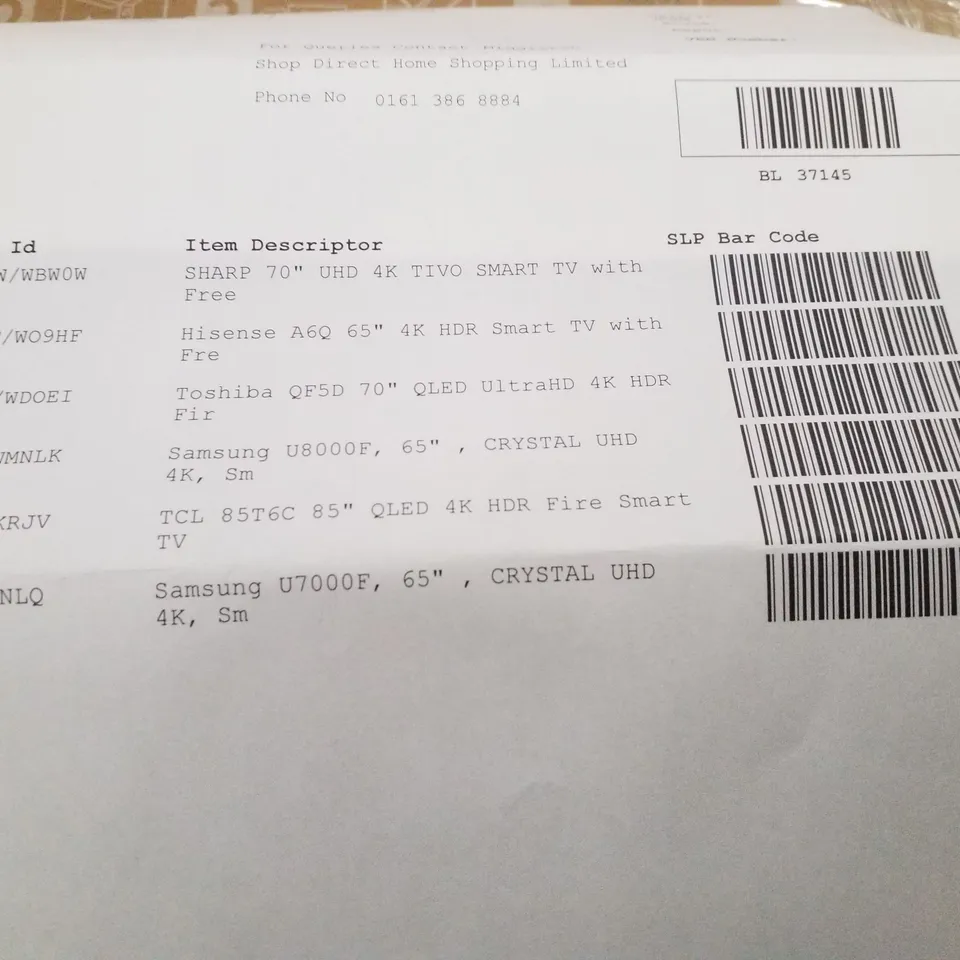 For Queries Contact
Shop Direct Home Shopping Limited
Phone No 0161 386 8884
BL 37145
Id Item Descriptor SLP Bar Code
/WBW0W SHARP 70" UHD 4K TIVO SMART TV with
Free
/WO9HF Hisense A6Q 65" 4K HDR Smart TV with
Fre
/WDOEI Toshiba QF5D 70" QLED UltraHD 4K HDR
Fir
WMNLK Samsung U8000F, 65" , CRYSTAL UHD
4K, Sm
KRJV TCL 85T6C 85" QLED 4K HDR Fire Smart
TV
NLQ Samsung U7000F, 65" , CRYSTAL UHD
4K, Sm